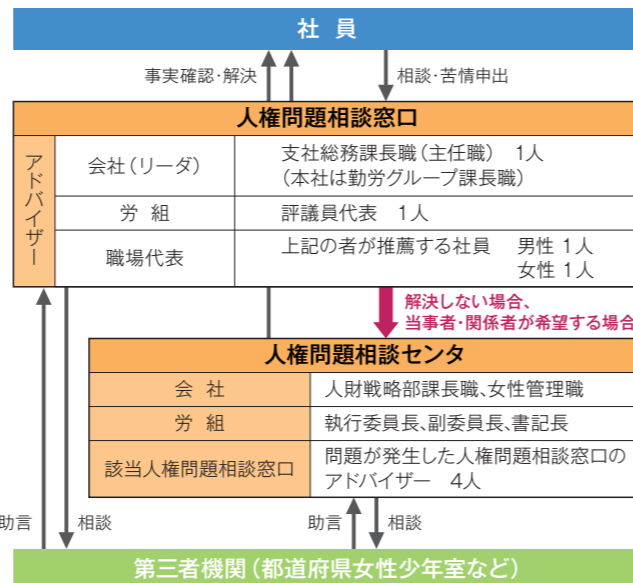 社 員
事実確認・解決
相談・苦情申出
人権問題相談窓口
アドバイザー
会社（リーダ）
支社総務課長職（主任職） 1人
（本社は勤労グループ課長職）
労 組
評議員代表 1人
職場代表
上記の者が推薦する社員 男性 1人
女性 1人
解決しない場合、
当事者・関係者が希望する場合
人権問題相談センタ
会 社
人財戦略部課長職、女性管理職
労 組
執行委員長、副委員長、書記長
該当人権問題相談窓口
問題が発生した人権問題相談窓口の
アドバイザー 4人
助言
相談
助言
相談
第三者機関（都道府県女性少年室など）